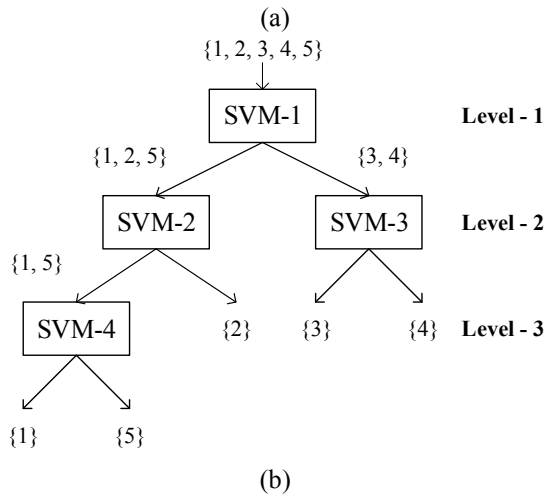 (a)
{1, 2, 3, 4, 5}
SVM-1
Level - 1
{1, 2, 5}
{3, 4}
SVM-2
SVM-3
Level - 2
{1, 5}
SVM-4
{2}
{3}
{4}
Level - 3
{1}
{5}
(b)